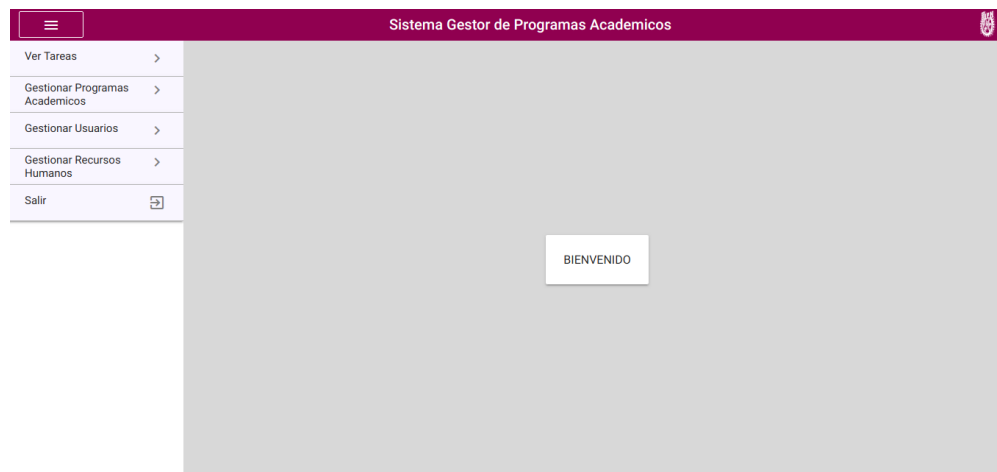 Sistema Gestor de Programas Academicos
Ver Tareas
Gestionar Programas
Academicos
Gestionar Usuarios
Gestionar Recursos
Humanos
Salir
BIENVENIDO